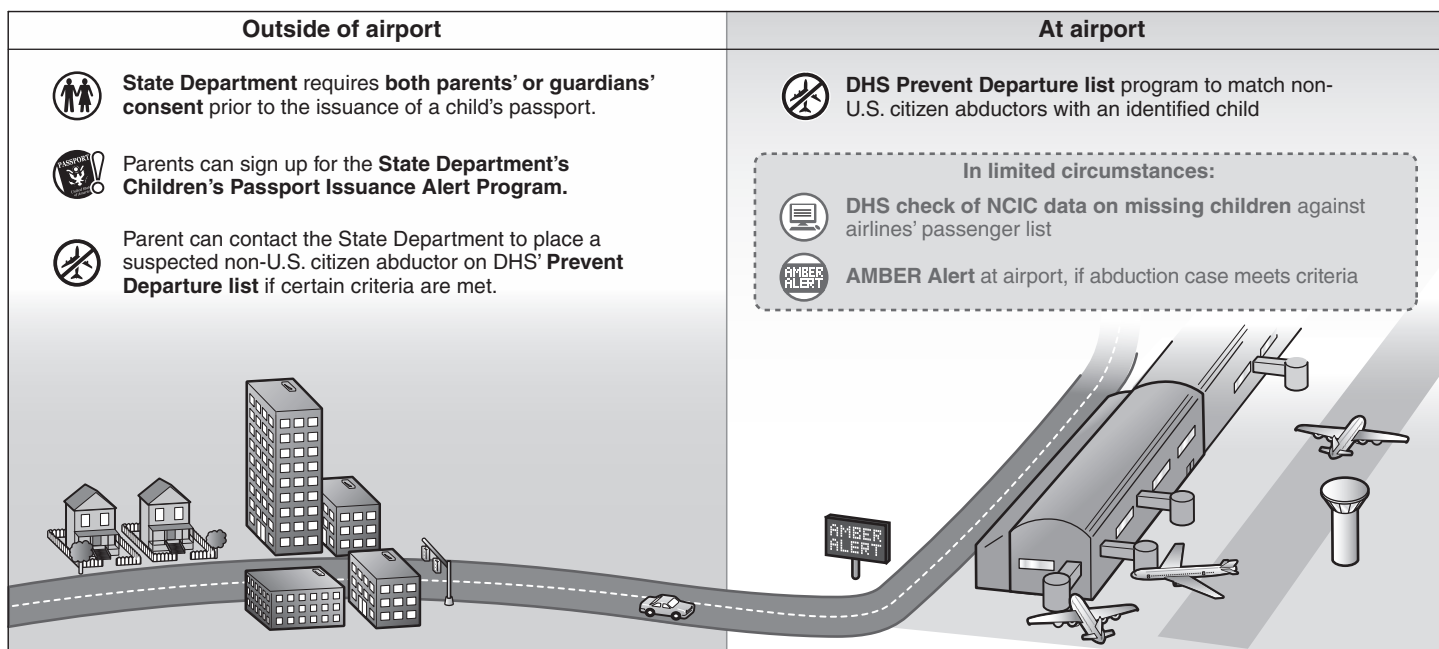 Outside of airport
State Department requires both parents’ or guardians’
consent prior to the issuance of a child’s passport.
PASSPORT
Parents can sign up for the State Department’s
Children’s Passport Issuance Alert Program.
Parent can contact the State Department to place a
suspected non-U.S. citizen abductor on DHS’ Prevent
Departure list if certain criteria are met.
At airport
DHS Prevent Departure list program to match non-
U.S. citizen abductors with an identified child
In limited circumstances:
DHS check of NCIC data on missing children against
airlines’ passenger list
AMBER
ALERT
AMBER Alert at airport, if abduction case meets criteria
AMBER
ALERT